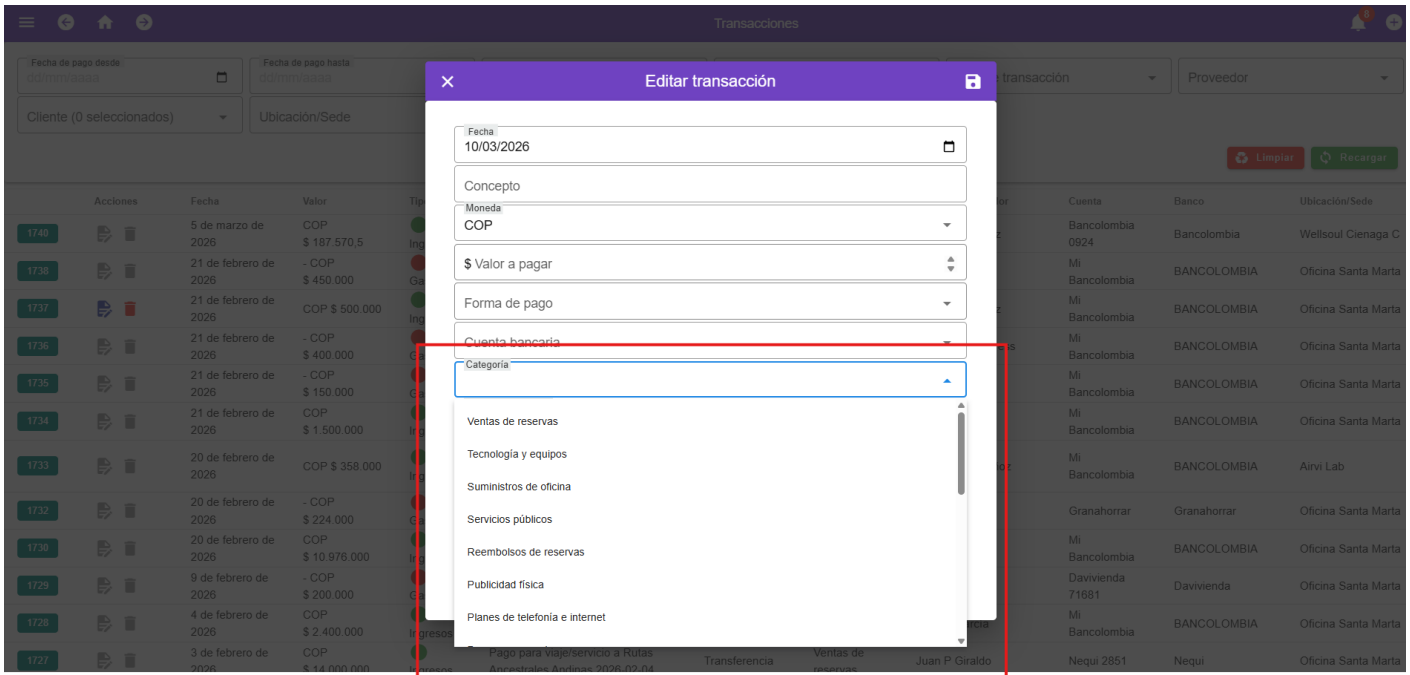 Transacciones
0
Fecha de pago desde
dd/mm/aaaa
Fecha de pago hasta
dd/mm/aaaa
transacción
Proveedor
Cliente (0 seleccionados)
Ubicación/Sede
Limpiar
Recargar
Editar transacción
Fecha
10/03/2026
Concepto
Moneda
COP
$ Valor a pagar
Forma de pago
Cuenta bancaria
Categoría
Ventas de reservas
Tecnología y equipos
Suministros de oficina
Servicios públicos
Reembolsos de reservas
Publicidad física
Planes de telefonía e internet
Acciones Fecha Valor Cuenta Banco Ubicación/Sede
1740 5 de marzo de 2026 COP $ 187.570,5 Bancolombia 0924 Bancolombia Wellsoul Cienaga C
1738 21 de febrero de 2026 - COP $ 450.000 Mi Bancolombia BANCOLOMBIA Oficina Santa Marta
1737 21 de febrero de 2026 COP $ 500.000 Mi Bancolombia BANCOLOMBIA Oficina Santa Marta
1736 21 de febrero de 2026 - COP $ 400.000 Mi Bancolombia BANCOLOMBIA Oficina Santa Marta
1735 21 de febrero de 2026 - COP $ 150.000 Mi Bancolombia BANCOLOMBIA Oficina Santa Marta
1734 21 de febrero de 2026 COP $ 1.500.000 Mi Bancolombia BANCOLOMBIA Oficina Santa Marta
1733 20 de febrero de 2026 COP $ 358.000 Mi Bancolombia BANCOLOMBIA Airvi Lab
1732 20 de febrero de 2026 - COP $ 224.000 Granahorrar Granahorrar Oficina Santa Marta
1730 20 de febrero de 2026 COP $ 10.976.000 Mi Bancolombia BANCOLOMBIA Oficina Santa Marta
1729 9 de febrero de 2026 - COP $ 200.000 Davivienda 71681 Davivienda Oficina Santa Marta
1728 4 de febrero de 2026 COP $ 2.400.000 Ingresos Mi Bancolombia BANCOLOMBIA Oficina Santa Marta
1727 3 de febrero de 2026 COP $ 14.000.000 Ingresos Pago para viaje/servicio a Rutas Ancestrales Andinas 2026-02-04 Transferencia Ventas de reservas Juan P Giraldo Nequi 2851 Nequi Oficina Santa Marta